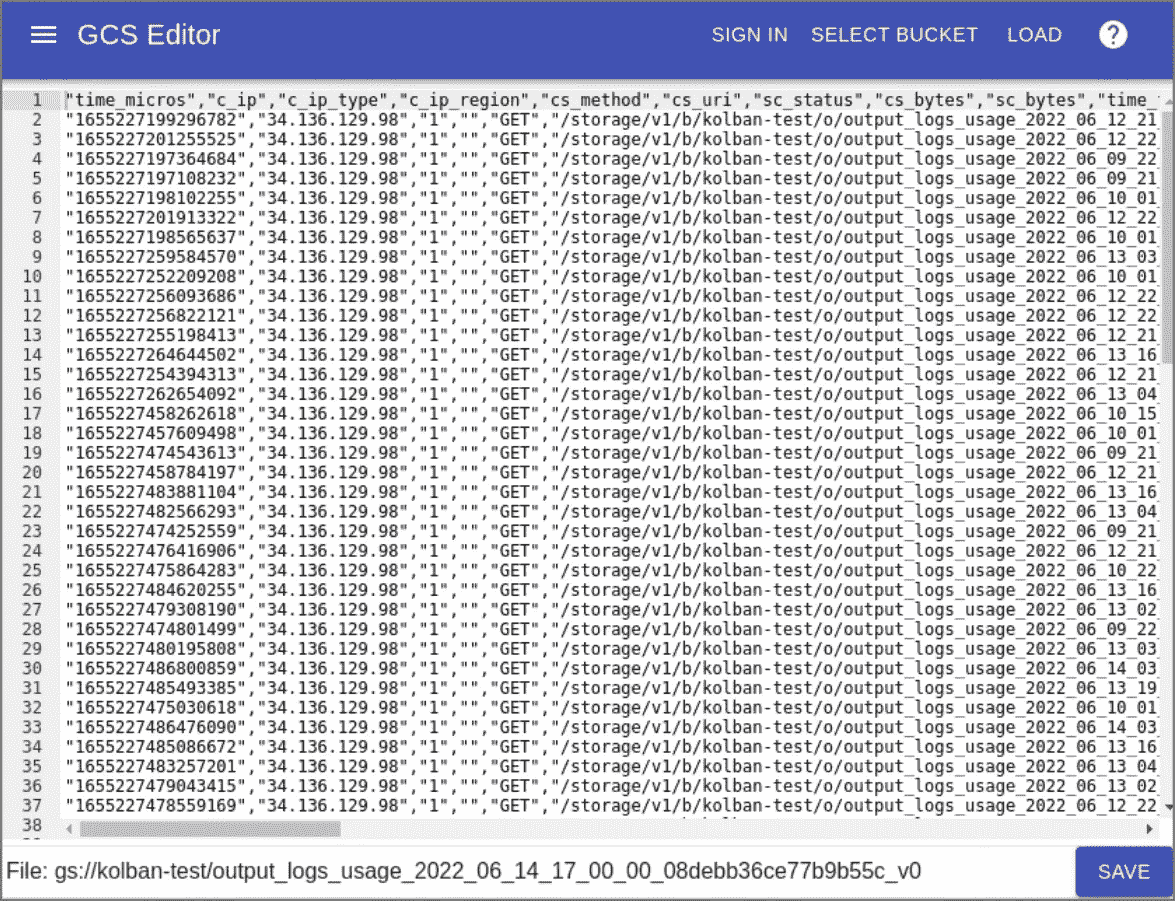 GCS Editor SIGN IN SELECT BUCKET LOAD ?
1 "time_micros","c_ip","c_ip_type","c_ip_region","cs_method","cs_uri","sc_status","cs_bytes","sc_bytes","time_
2 "1655227199296782","34.136.129.98","1","","GET","/storage/v1/b/kolban-test/o/output_logs_usage_2022_06_12_21
3 "1655227201255525","34.136.129.98","1","","GET","/storage/v1/b/kolban-test/o/output_logs_usage_2022_06_12_22
4 "1655227197364684","34.136.129.98","1","","GET","/storage/v1/b/kolban-test/o/output_logs_usage_2022_06_09_22
5 "1655227197108232","34.136.129.98","1","","GET","/storage/v1/b/kolban-test/o/output_logs_usage_2022_06_09_21
6 "1655227198102255","34.136.129.98","1","","GET","/storage/v1/b/kolban-test/o/output_logs_usage_2022_06_10_01
7 "1655227201913322","34.136.129.98","1","","GET","/storage/v1/b/kolban-test/o/output_logs_usage_2022_06_12_22
8 "1655227198565637","34.136.129.98","1","","GET","/storage/v1/b/kolban-test/o/output_logs_usage_2022_06_10_01
9 "1655227259584570","34.136.129.98","1","","GET","/storage/v1/b/kolban-test/o/output_logs_usage_2022_06_13_03
10 "1655227252209208","34.136.129.98","1","","GET","/storage/v1/b/kolban-test/o/output_logs_usage_2022_06_10_01
11 "1655227256093686","34.136.129.98","1","","GET","/storage/v1/b/kolban-test/o/output_logs_usage_2022_06_12_22
12 "1655227256822121","34.136.129.98","1","","GET","/storage/v1/b/kolban-test/o/output_logs_usage_2022_06_12_22
13 "1655227255198413","34.136.129.98","1","","GET","/storage/v1/b/kolban-test/o/output_logs_usage_2022_06_12_21
14 "1655227264644502","34.136.129.98","1","","GET","/storage/v1/b/kolban-test/o/output_logs_usage_2022_06_13_16
15 "1655227254394313","34.136.129.98","1","","GET","/storage/v1/b/kolban-test/o/output_logs_usage_2022_06_12_21
16 "1655227262654092","34.136.129.98","1","","GET","/storage/v1/b/kolban-test/o/output_logs_usage_2022_06_13_04
17 "1655227458262618","34.136.129.98","1","","GET","/storage/v1/b/kolban-test/o/output_logs_usage_2022_06_10_15
18 "1655227457609498","34.136.129.98","1","","GET","/storage/v1/b/kolban-test/o/output_logs_usage_2022_06_10_01
19 "1655227474543613","34.136.129.98","1","","GET","/storage/v1/b/kolban-test/o/output_logs_usage_2022_06_09_21
20 "1655227458784197","34.136.129.98","1","","GET","/storage/v1/b/kolban-test/o/output_logs_usage_2022_06_12_21
21 "1655227483881104","34.136.129.98","1","","GET","/storage/v1/b/kolban-test/o/output_logs_usage_2022_06_13_16
22 "1655227482566293","34.136.129.98","1","","GET","/storage/v1/b/kolban-test/o/output_logs_usage_2022_06_13_04
23 "1655227474252559","34.136.129.98","1","","GET","/storage/v1/b/kolban-test/o/output_logs_usage_2022_06_09_21
24 "1655227476416906","34.136.129.98","1","","GET","/storage/v1/b/kolban-test/o/output_logs_usage_2022_06_12_21
25 "1655227475864283","34.136.129.98","1","","GET","/storage/v1/b/kolban-test/o/output_logs_usage_2022_06_10_22
26 "1655227484620255","34.136.129.98","1","","GET","/storage/v1/b/kolban-test/o/output_logs_usage_2022_06_13_16
27 "1655227479308190","34.136.129.98","1","","GET","/storage/v1/b/kolban-test/o/output_logs_usage_2022_06_13_02
28 "1655227474801499","34.136.129.98","1","","GET","/storage/v1/b/kolban-test/o/output_logs_usage_2022_06_09_22
29 "1655227480195808","34.136.129.98","1","","GET","/storage/v1/b/kolban-test/o/output_logs_usage_2022_06_13_03
30 "1655227486800859","34.136.129.98","1","","GET","/storage/v1/b/kolban-test/o/output_logs_usage_2022_06_14_03
31 "1655227485493385","34.136.129.98","1","","GET","/storage/v1/b/kolban-test/o/output_logs_usage_2022_06_13_19
32 "1655227475030618","34.136.129.98","1","","GET","/storage/v1/b/kolban-test/o/output_logs_usage_2022_06_10_01
33 "1655227486476090","34.136.129.98","1","","GET","/storage/v1/b/kolban-test/o/output_logs_usage_2022_06_14_03
34 "1655227485086672","34.136.129.98","1","","GET","/storage/v1/b/kolban-test/o/output_logs_usage_2022_06_13_16
35 "1655227483257201","34.136.129.98","1","","GET","/storage/v1/b/kolban-test/o/output_logs_usage_2022_06_13_04
36 "1655227479043415","34.136.129.98","1","","GET","/storage/v1/b/kolban-test/o/output_logs_usage_2022_06_13_02
37 "1655227478559169","34.136.129.98","1","","GET","/storage/v1/b/kolban-test/o/output_logs_usage_2022_06_12_22
38
File: gs://kolban-test/output_logs_usage_2022_06_14_17_00_00_08debb36ce77b9b55c_v0 SAVE